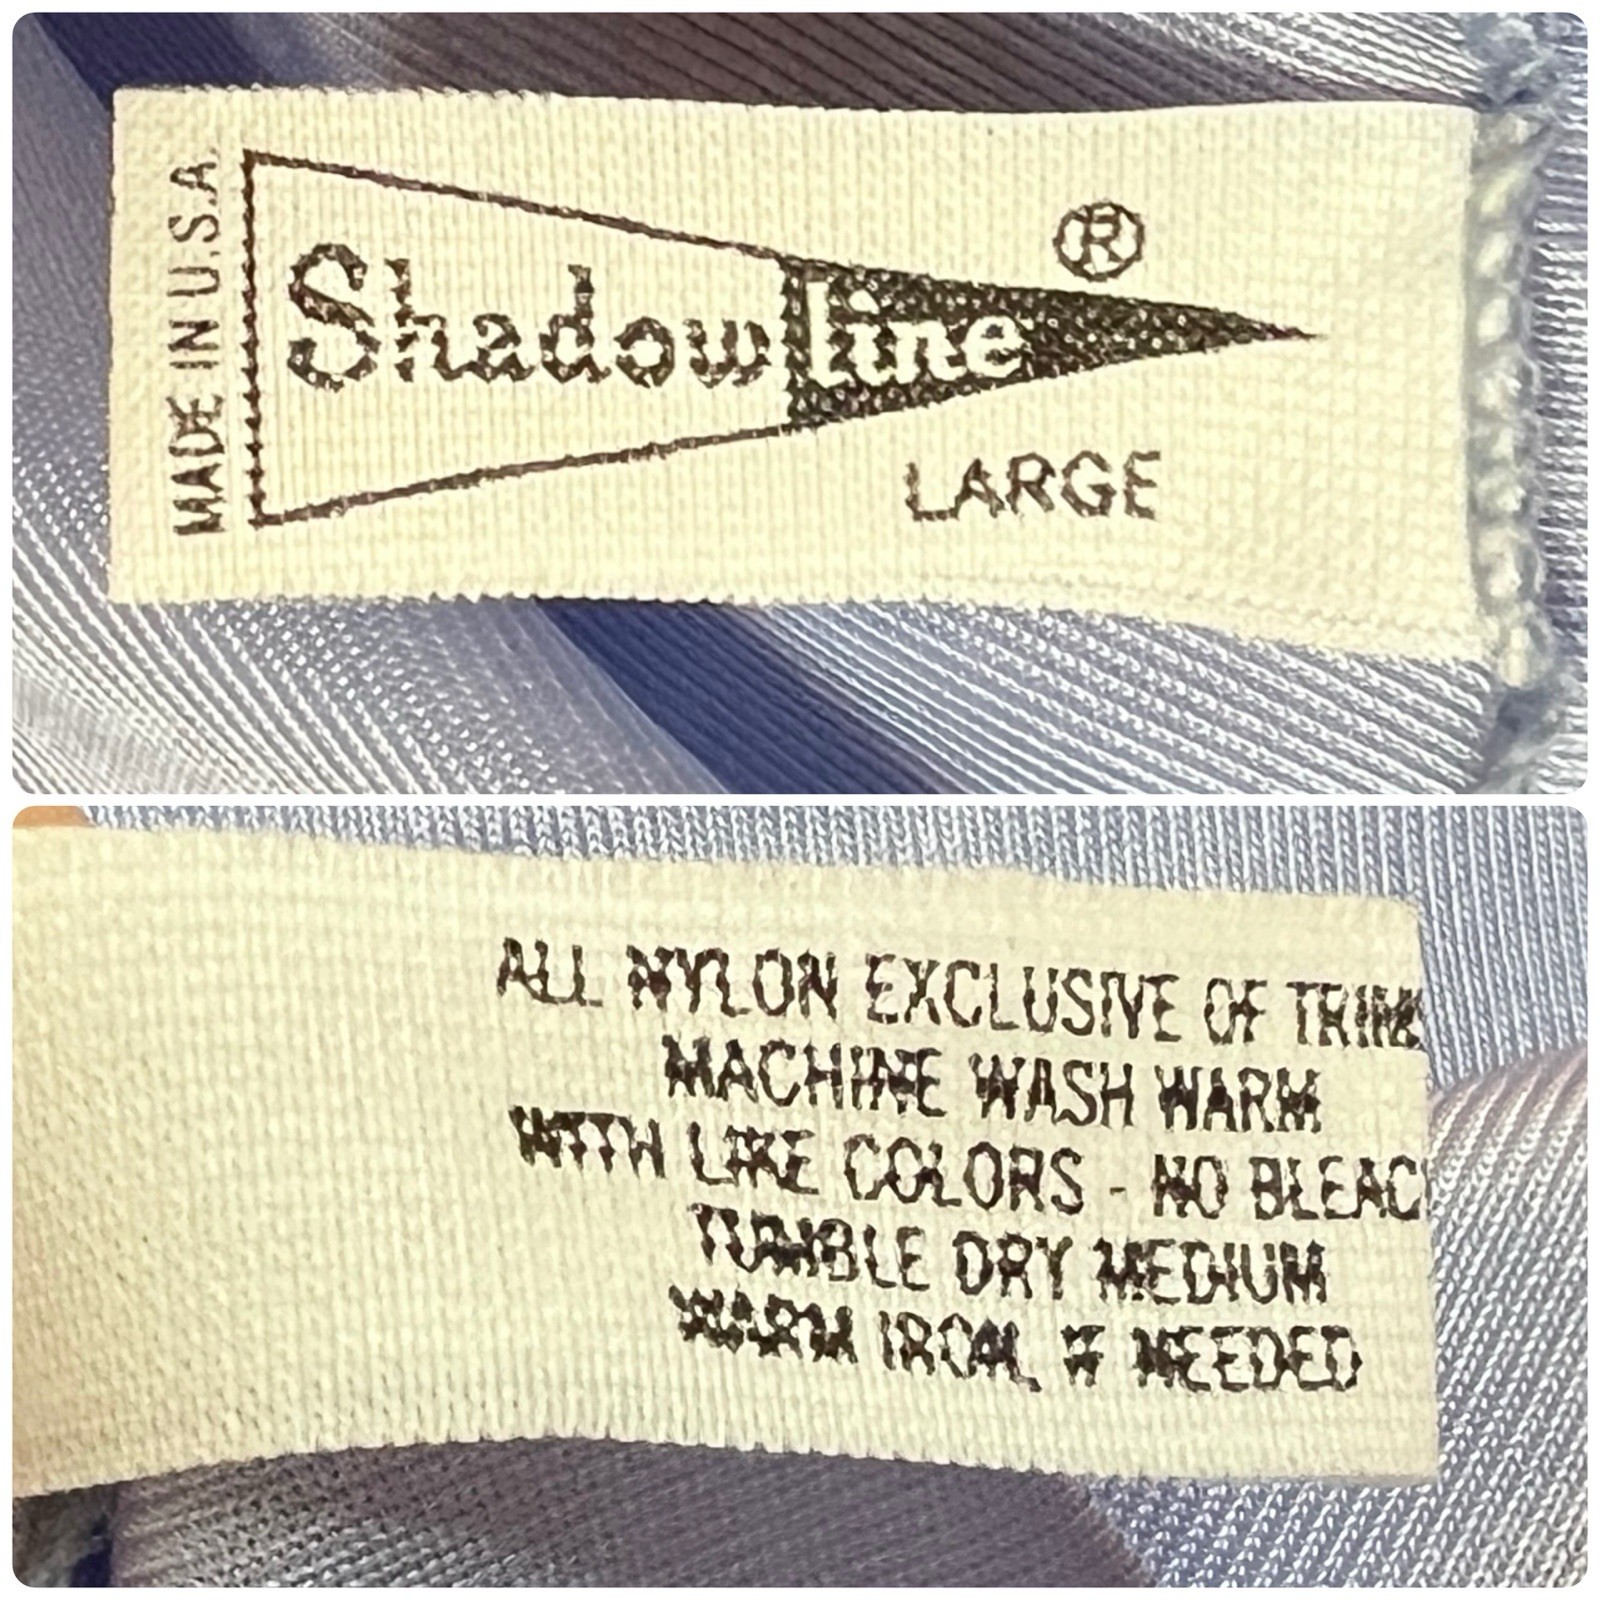 MADE IN U.S.A.
Shadowline®
LARGE
ALL NYLON EXCLUSIVE OF TRIM
MACHINE WASH WARM
WITH LIKE COLORS - NO BLEAC
TUMBLE DRY MEDIUM
WARM IRON, IF NEEDED